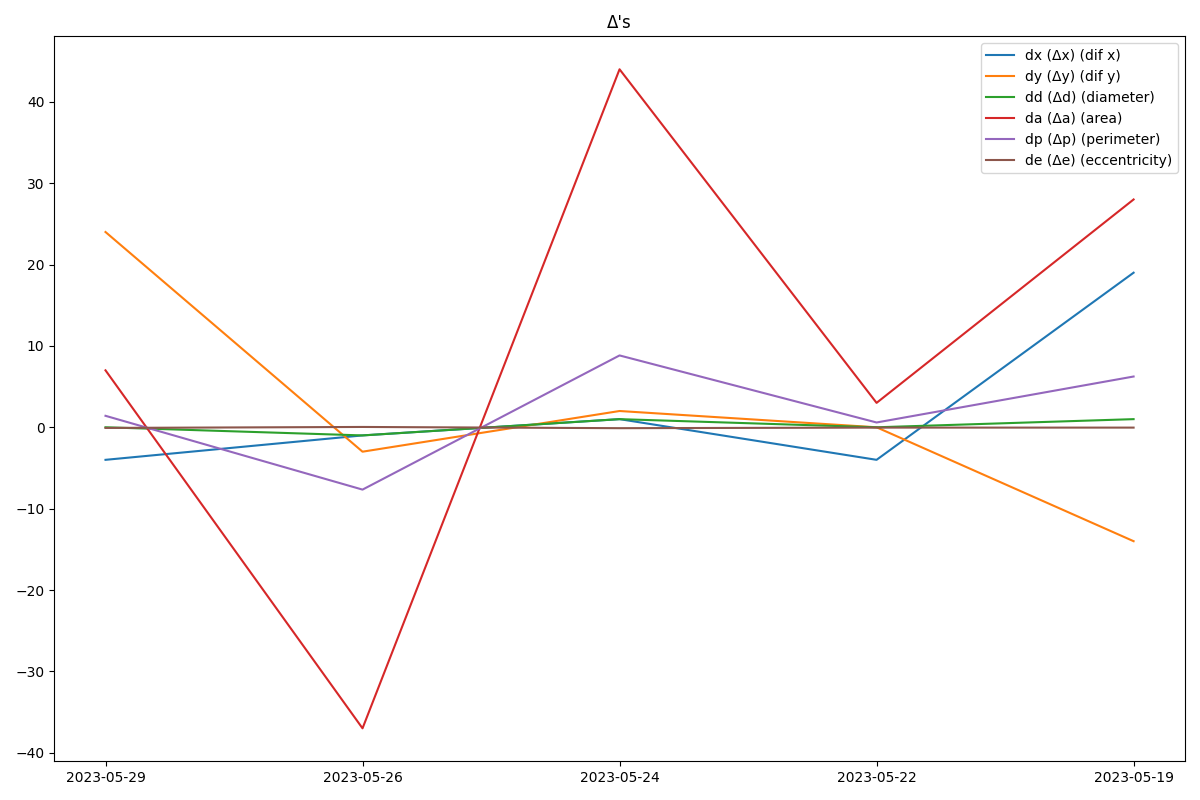 Δ's
dx (Δx) (dif x)
dy (Δy) (dif y)
dd (Δd) (diameter)
da (Δa) (area)
dp (Δp) (perimeter)
de (Δe) (eccentricity)
40
30
20
10
0
−10
−20
−30
−40
2023-05-29 2023-05-26 2023-05-24 2023-05-22 2023-05-19